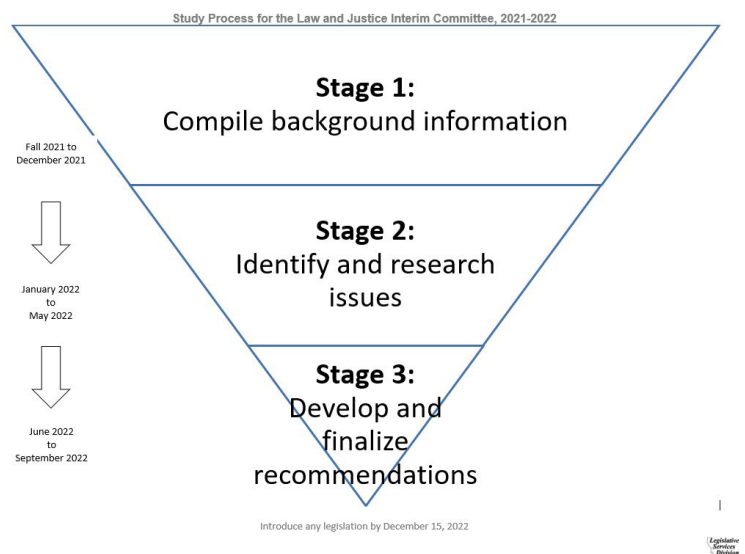 Study Process for the Law and Justice Interim Committee, 2021-2022
Stage 1:
Compile background information
Fall 2021 to
December 2021
Stage 2:
Identify and research
issues
January 2022
to
May 2022
Stage 3:
Develop and
finalize
recommendations
June 2022
to
September 2022
Introduce any legislation by December 15, 2022
Legislative
Services
Division